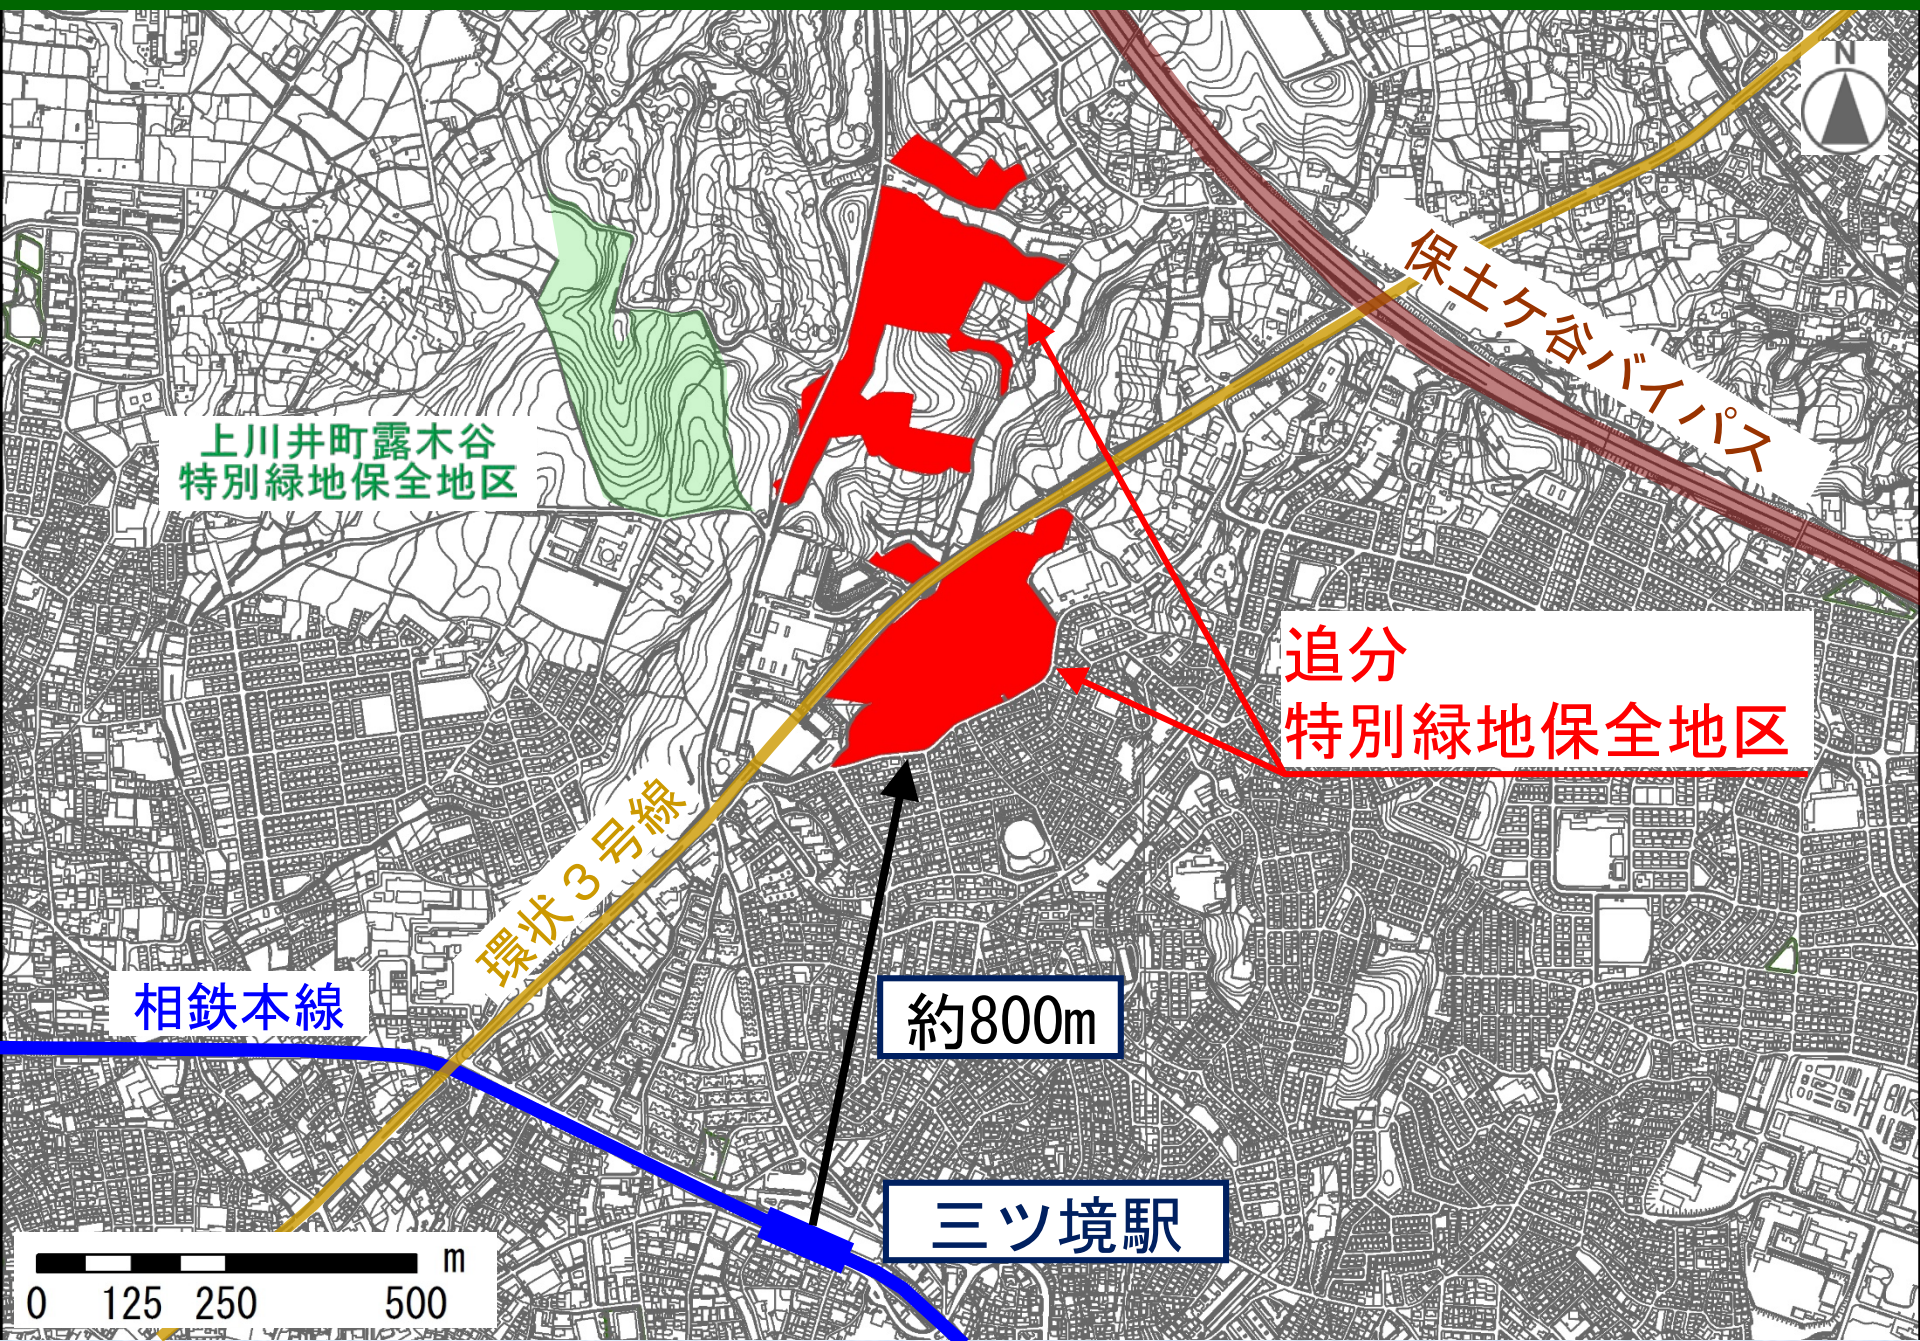 N
保土ケ谷バイパス
上川井町露木谷
特別緑地保全地区
追分
特別緑地保全地区
環状3号線
相鉄本線
約800m
三ツ境駅
m
0 125 250 500